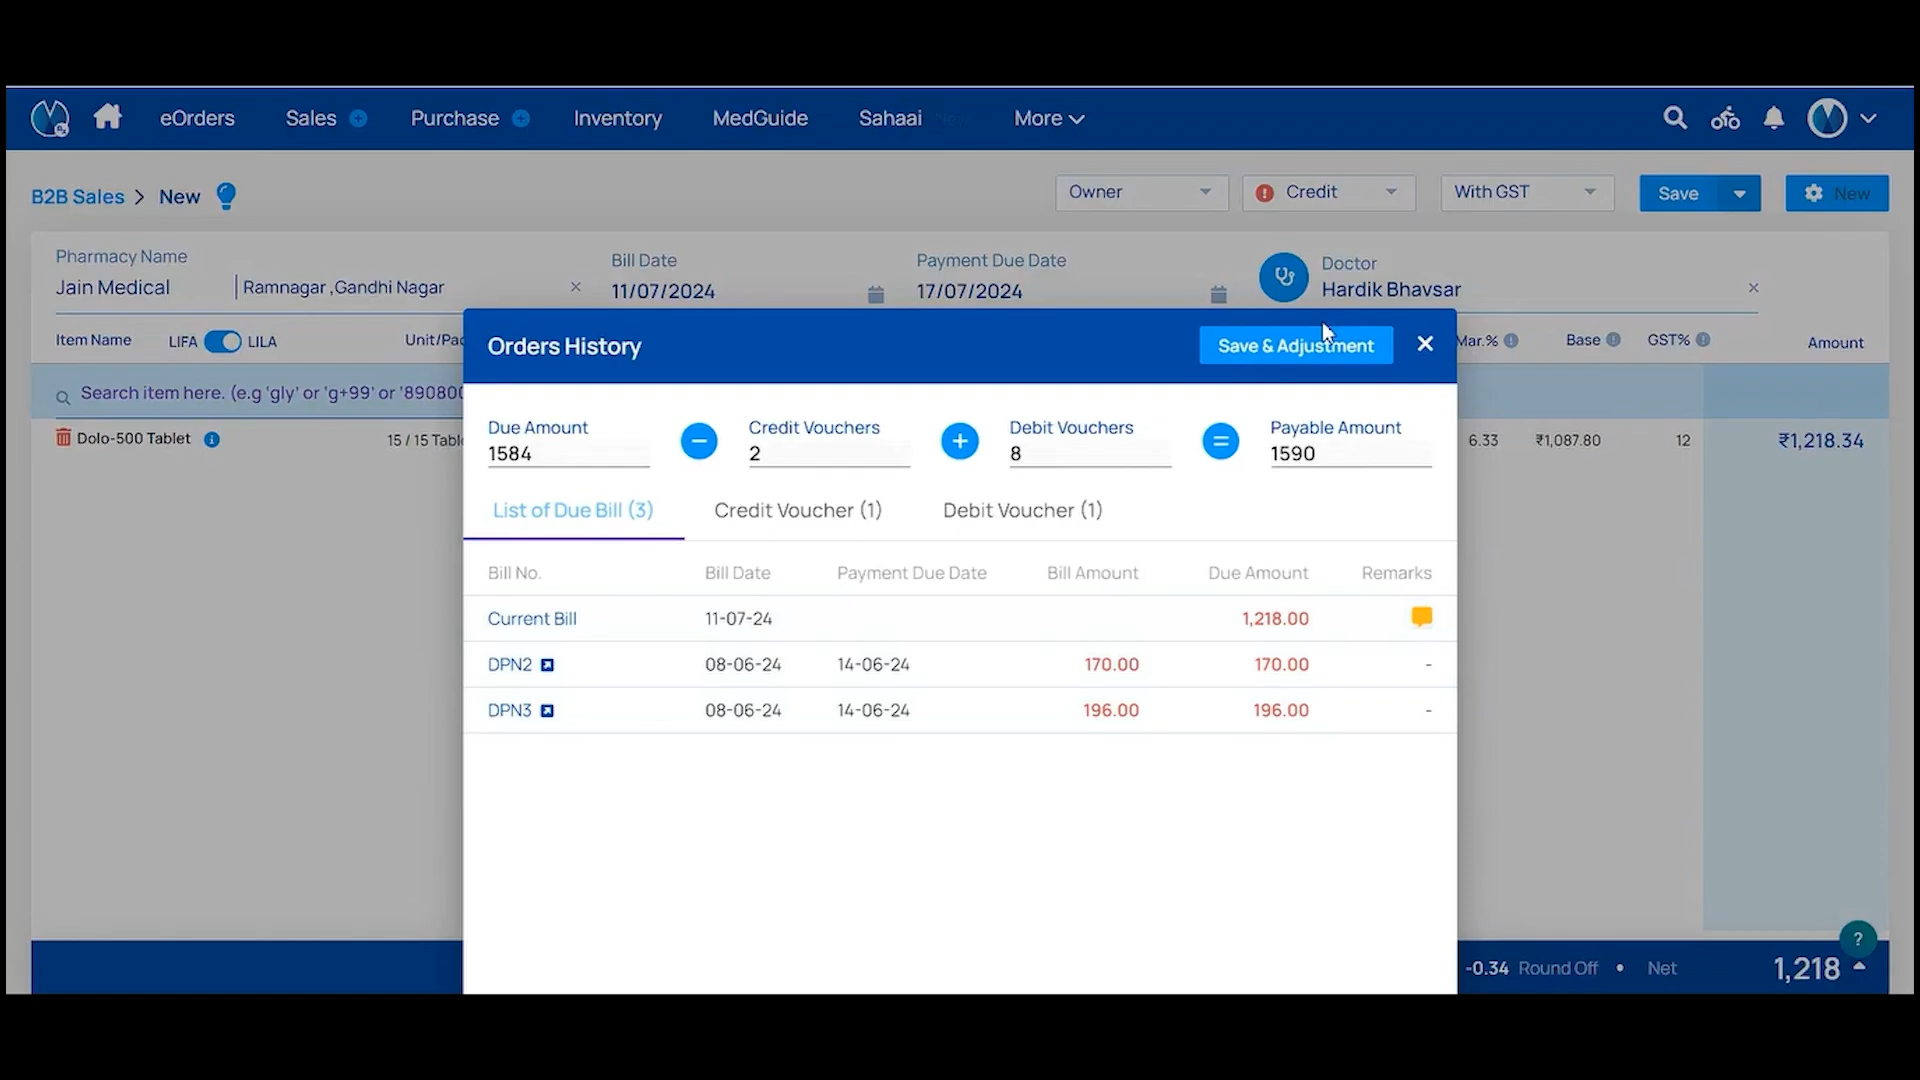 eOrders Sales Purchase Inventory MedGuide Sahaai More
B2B Sales > New Owner Credit With GST Save New
Pharmacy Name Bill Date Payment Due Date Doctor
Jain Medical Ramnagar ,Gandhi Nagar 11/07/2024 17/07/2024 Hardik Bhavsar
Item Name LIFA LILA Unit/Pac Mar.% Base GST% Amount
Search item here. (e.g 'gly' or 'g+99' or '890800
Dolo-500 Tablet 15 / 15 Table 6.33 ₹1,087.80 12 ₹1,218.34
Orders History Save & Adjustment
Due Amount Credit Vouchers Debit Vouchers Payable Amount
1584 − 2 + 8 = 1590
List of Due Bill (3) Credit Voucher (1) Debit Voucher (1)
Bill No. Bill Date Payment Due Date Bill Amount Due Amount Remarks
Current Bill 11-07-24 1,218.00
DPN2 08-06-24 14-06-24 170.00 170.00 -
DPN3 08-06-24 14-06-24 196.00 196.00 -
?
-0.34 Round Off • Net 1,218